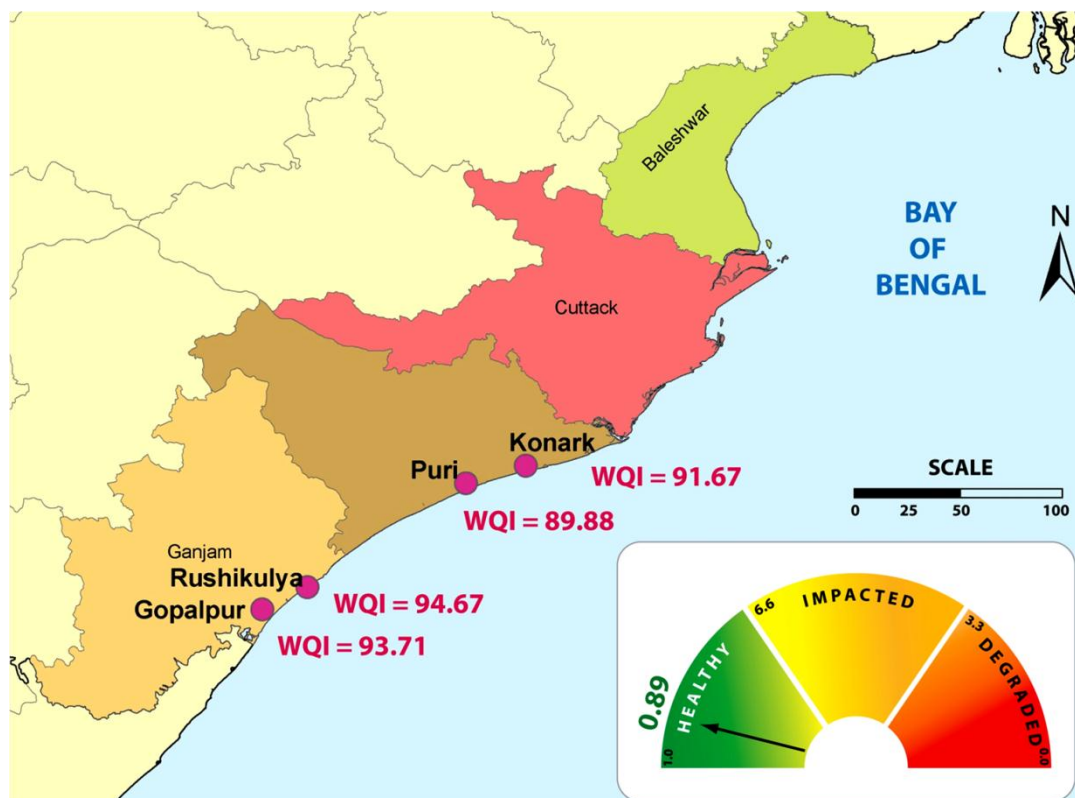 Baleshwar
BAY
OF
BENGAL
N
Cuttack
Konark
Puri
WQI = 91.67
WQI = 89.88
SCALE
0 25 50 100
Ganjam
Rushikulya
Gopalpur
WQI = 94.67
WQI = 93.71
0.89
1.0
HEALTHY
6.6
IMPACTED
3.3
DEGRADED
0.0